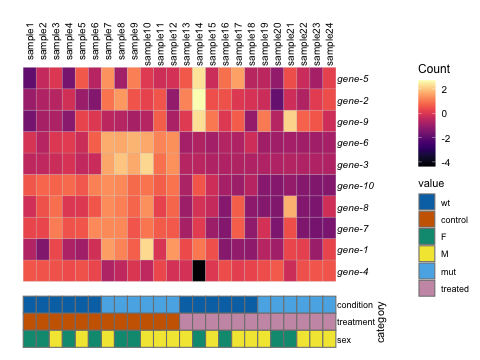 sample1
sample2
sample3
sample4
sample5
sample6
sample7
sample8
sample9
sample10
sample11
sample12
sample13
sample14
sample15
sample16
sample17
sample18
sample19
sample20
sample21
sample22
sample23
sample24
gene-5
gene-2
gene-9
gene-6
gene-3
gene-10
gene-8
gene-7
gene-1
gene-4
condition
treatment
sex
category
Count
2
0
-2
-4
value
wt
control
F
M
mut
treated